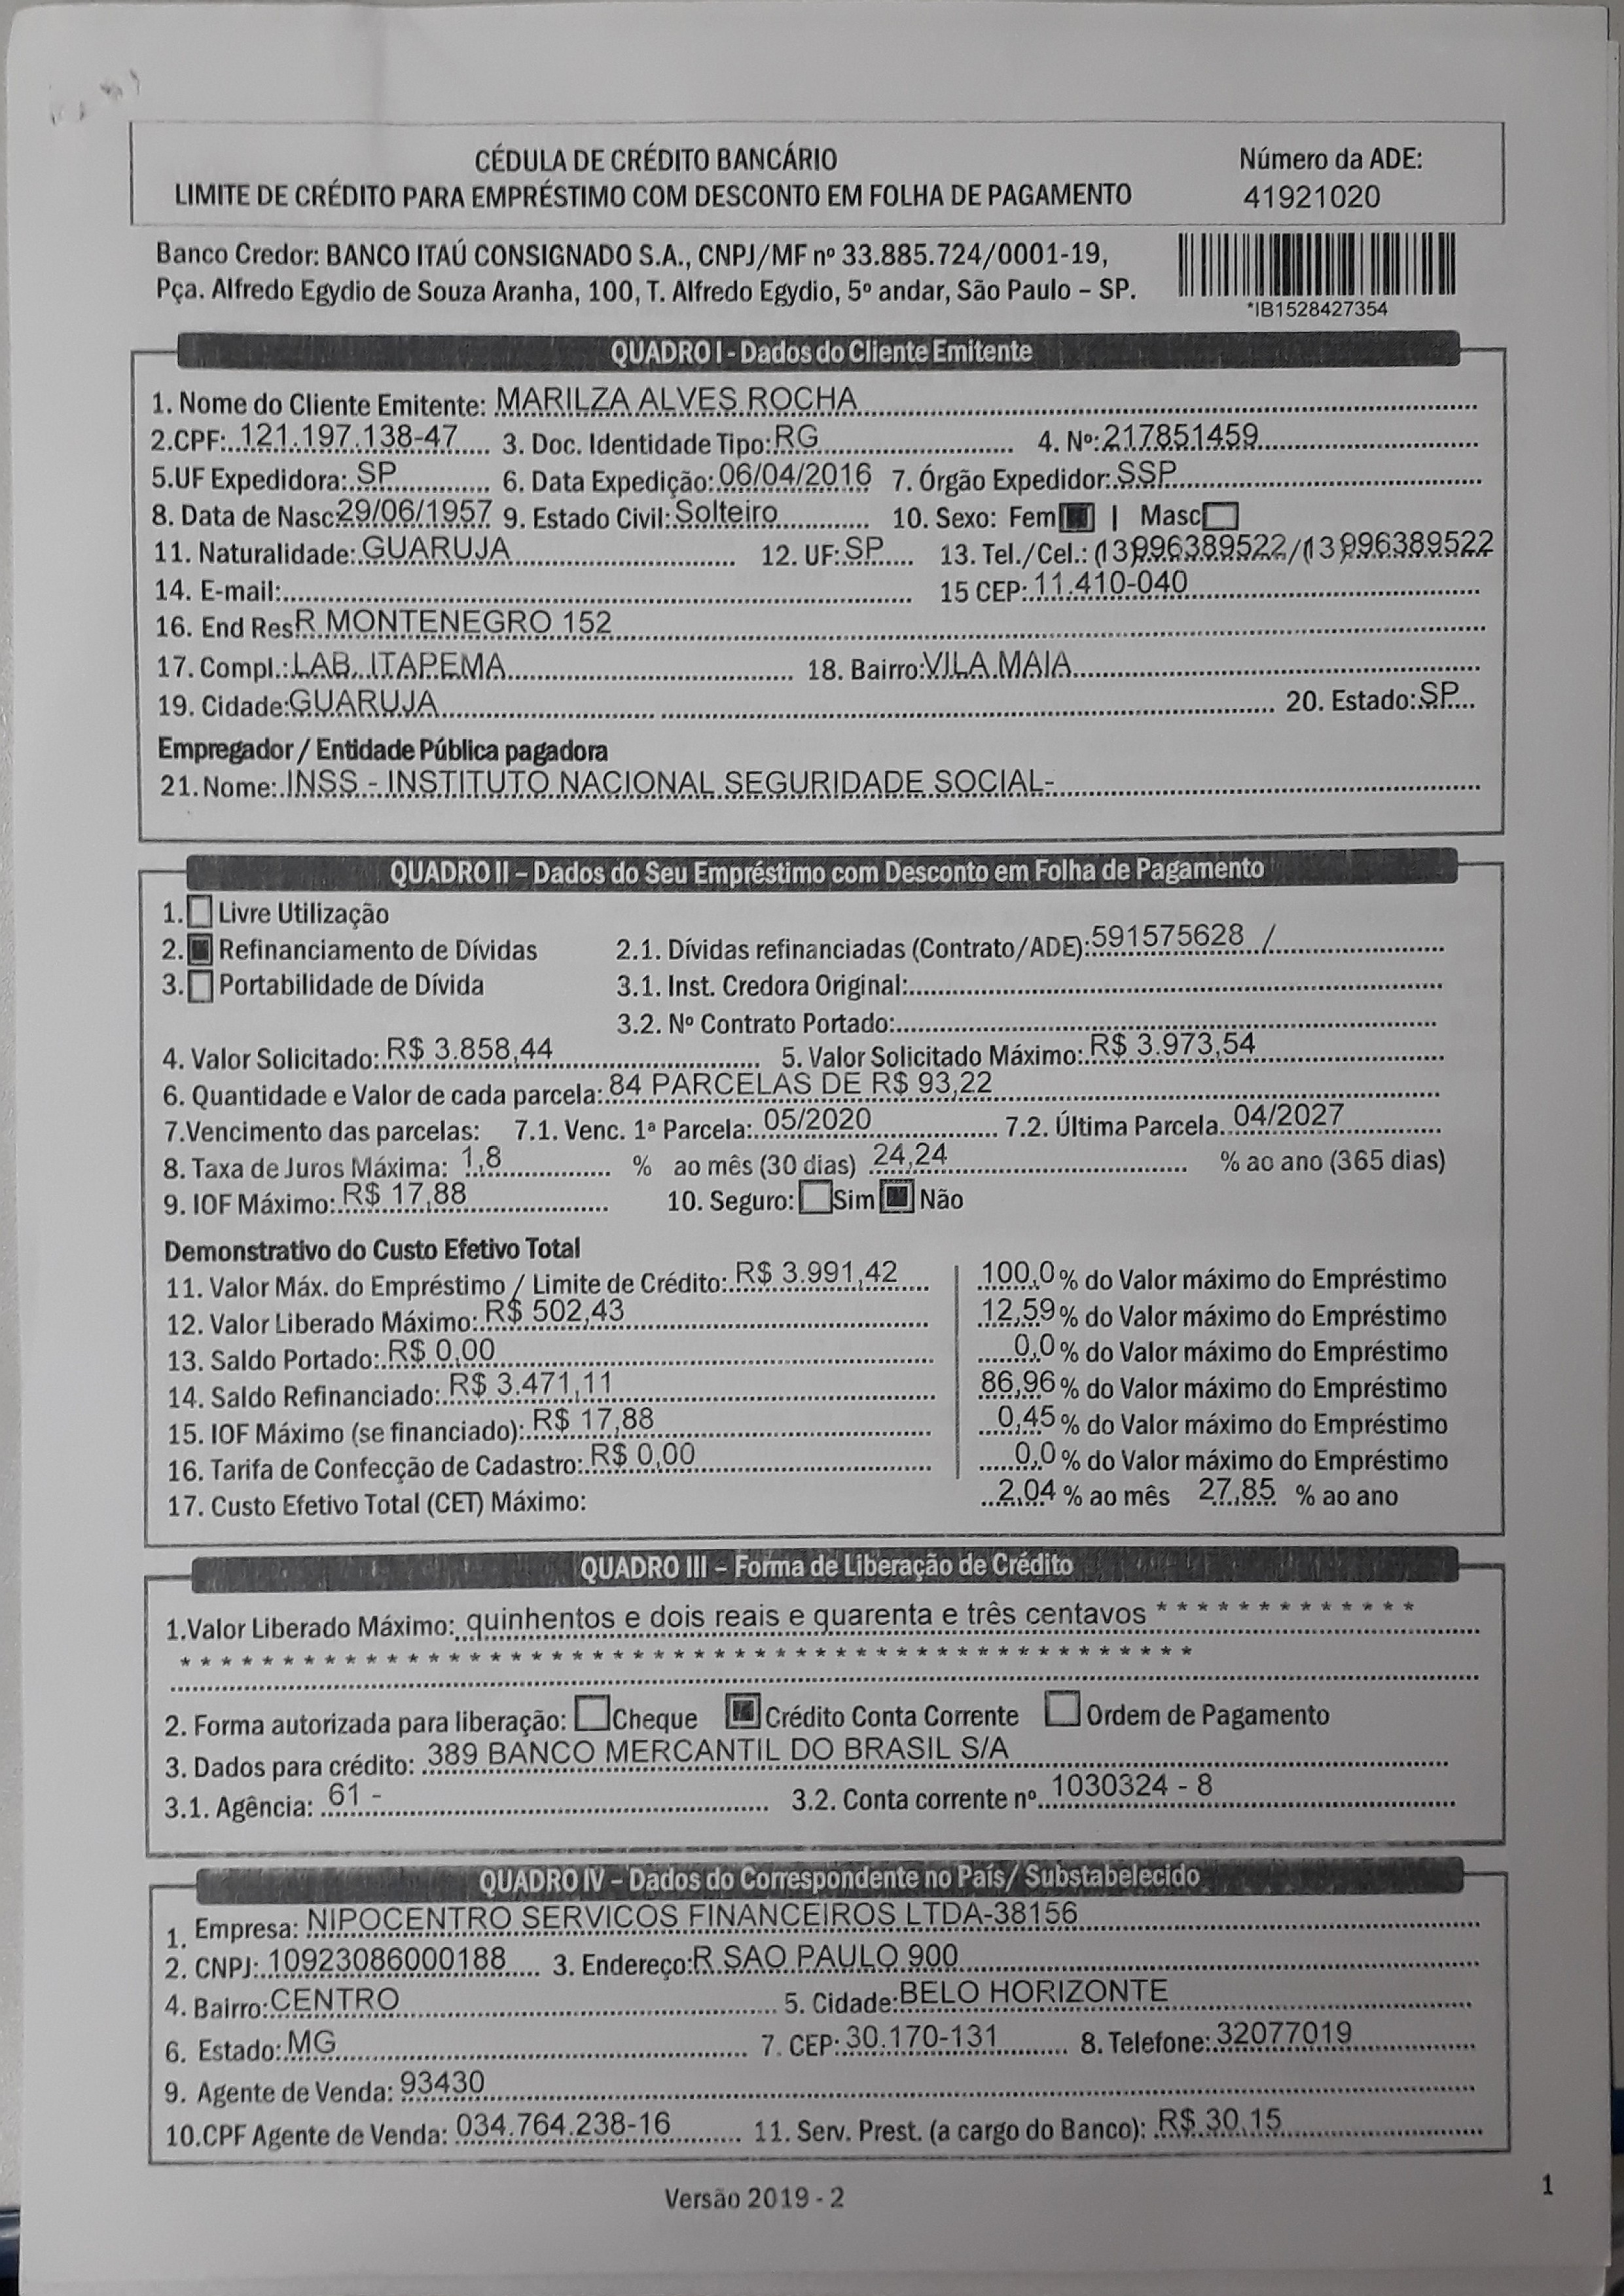 CÉDULA DE CRÉDITO BANCÁRIO
LIMITE DE CRÉDITO PARA EMPRÉSTIMO COM DESCONTO EM FOLHA DE PAGAMENTO
Número da ADE:
41921020
Banco Credor: BANCO ITAÚ CONSIGNADO S.A., CNPJ/MF nº 33.885.724/0001-19,
Pça. Alfredo Egydio de Souza Aranha, 100, T. Alfredo Egydio, 5º andar, São Paulo – SP.
*IB1528427354
QUADRO I - Dados do Cliente Emitente
1. Nome do Cliente Emitente: MARILZA ALVES ROCHA
2.CPF: 121.197.138-47 3. Doc. Identidade Tipo: RG 4. Nº: 217851459
5.UF Expedidora: SP 6. Data Expedição: 06/04/2016 7. Órgão Expedidor: SSP
8. Data de Nasc: 29/06/1957 9. Estado Civil: Solteiro 10. Sexo: Fem | Masc
11. Naturalidade: GUARUJA 12. UF: SP 13. Tel./Cel.: (13)996389522/(13)996389522
14. E-mail: 15 CEP: 11.410-040
16. End Res R MONTENEGRO 152
17. Compl.: LAB. ITAPEMA 18. Bairro: VILA MAIA
19. Cidade: GUARUJA 20. Estado: SP
Empregador / Entidade Pública pagadora
21. Nome: INSS - INSTITUTO NACIONAL SEGURIDADE SOCIAL-
QUADRO II – Dados do Seu Empréstimo com Desconto em Folha de Pagamento
1. Livre Utilização
2. Refinanciamento de Dívidas 2.1. Dívidas refinanciadas (Contrato/ADE): 591575628 /
3. Portabilidade de Dívida 3.1. Inst. Credora Original:
3.2. Nº Contrato Portado:
4. Valor Solicitado: R$ 3.858,44 5. Valor Solicitado Máximo: R$ 3.973,54
6. Quantidade e Valor de cada parcela: 84 PARCELAS DE R$ 93,22
7.Vencimento das parcelas: 7.1. Venc. 1ª Parcela: 05/2020 7.2. Última Parcela. 04/2027
8. Taxa de Juros Máxima: 1,8 % ao mês (30 dias) 24,24 % ao ano (365 dias)
9. IOF Máximo: R$ 17,88 10. Seguro: Sim Não
Demonstrativo do Custo Efetivo Total
11. Valor Máx. do Empréstimo / Limite de Crédito: R$ 3.991,42 100,0 % do Valor máximo do Empréstimo
12. Valor Liberado Máximo: R$ 502,43 12,59 % do Valor máximo do Empréstimo
13. Saldo Portado: R$ 0,00 0,0 % do Valor máximo do Empréstimo
14. Saldo Refinanciado: R$ 3.471,11 86,96 % do Valor máximo do Empréstimo
15. IOF Máximo (se financiado): R$ 17,88 0,45 % do Valor máximo do Empréstimo
16. Tarifa de Confecção de Cadastro: R$ 0,00 0,0 % do Valor máximo do Empréstimo
17. Custo Efetivo Total (CET) Máximo: 2,04 % ao mês 27,85 % ao ano
QUADRO III – Forma de Liberação de Crédito
1.Valor Liberado Máximo: quinhentos e dois reais e quarenta e três centavos * * * * * * * * * * * * *
* * * * * * * * * * * * * * * * * * * * * * * * * * * * * * * * * * * * * * * * * * * * * * * * *
2. Forma autorizada para liberação: Cheque Crédito Conta Corrente Ordem de Pagamento
3. Dados para crédito: 389 BANCO MERCANTIL DO BRASIL S/A
3.1. Agência: 61 - 3.2. Conta corrente nº. 1030324 - 8
QUADRO IV – Dados do Correspondente no País/ Substabelecido
1. Empresa: NIPOCENTRO SERVICOS FINANCEIROS LTDA-38156
2. CNPJ: 10923086000188 3. Endereço: R SAO PAULO 900
4. Bairro: CENTRO 5. Cidade: BELO HORIZONTE
6. Estado: MG 7. CEP: 30.170-131 8. Telefone: 32077019
9. Agente de Venda: 93430
10.CPF Agente de Venda: 034.764.238-16 11. Serv. Prest. (a cargo do Banco): R$ 30,15
Versão 2019 - 2
1